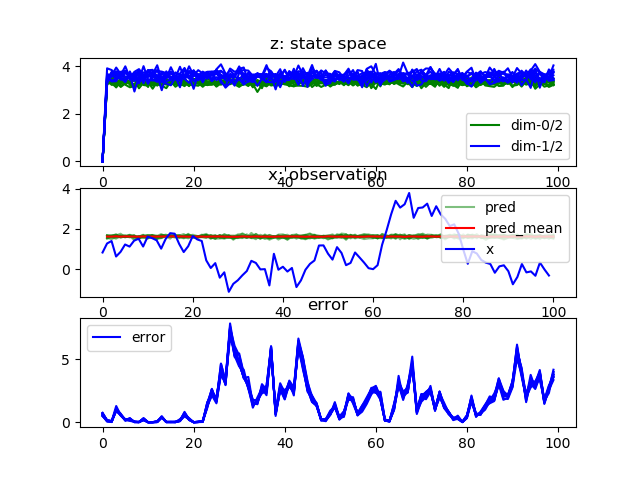 z: state space
4
2
0
dim-0/2
dim-1/2
0 20 40 60 80 100
x: observation
4
2
0
pred
pred_mean
x
0 20 40 60 80 100
error
5
0
error
0 20 40 60 80 100